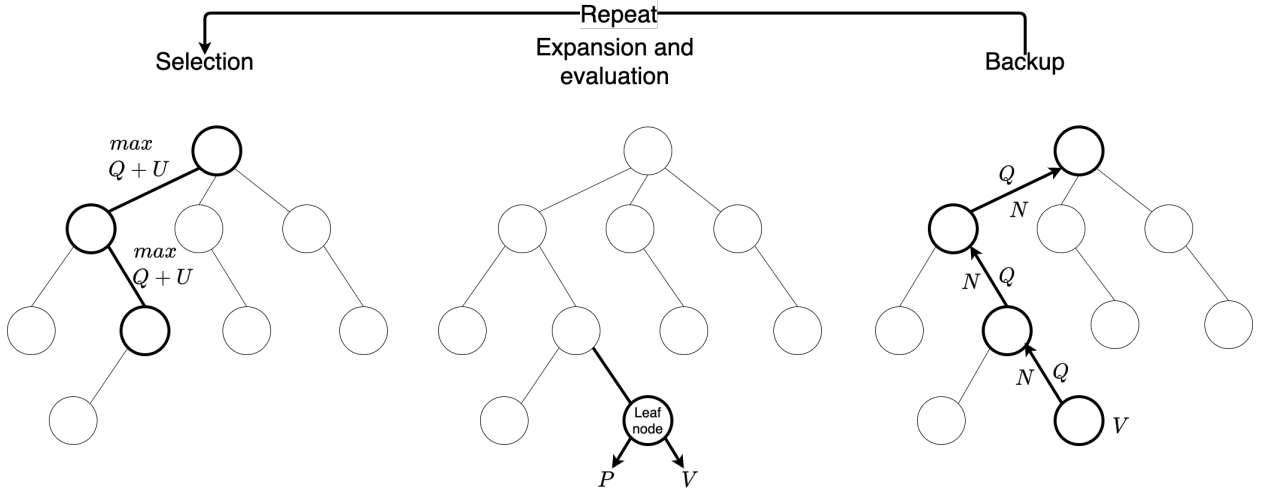 Repeat
Selection
Expansion and
evaluation
Backup
max
Q + U
max
Q + U
Leaf
node
P
V
Q
N
Q
N
Q
N
V